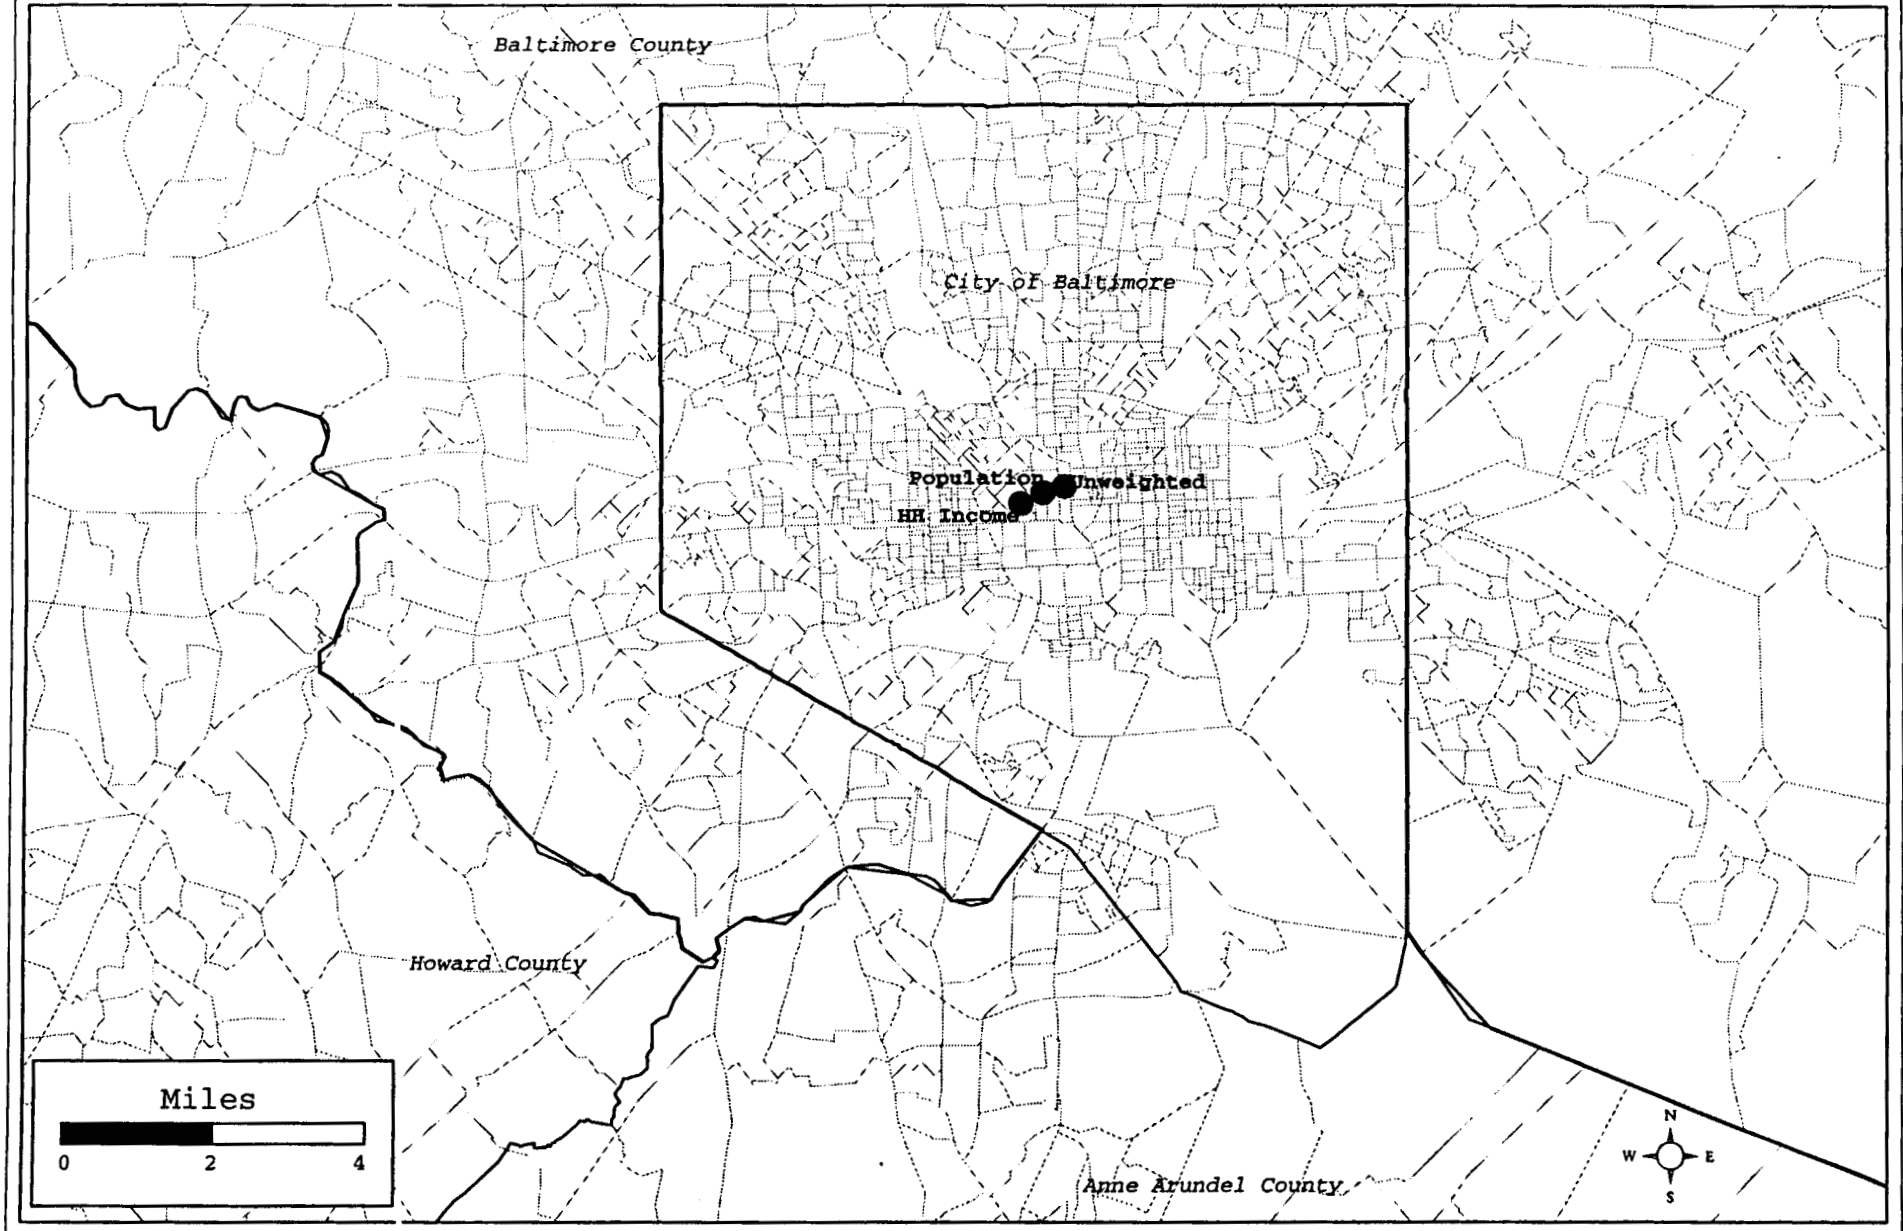 Baltimore County
City of Baltimore
Population
Unweighted
HH Income
Howard County
Miles
0 2 4
N
W E
S
Anne Arundel County